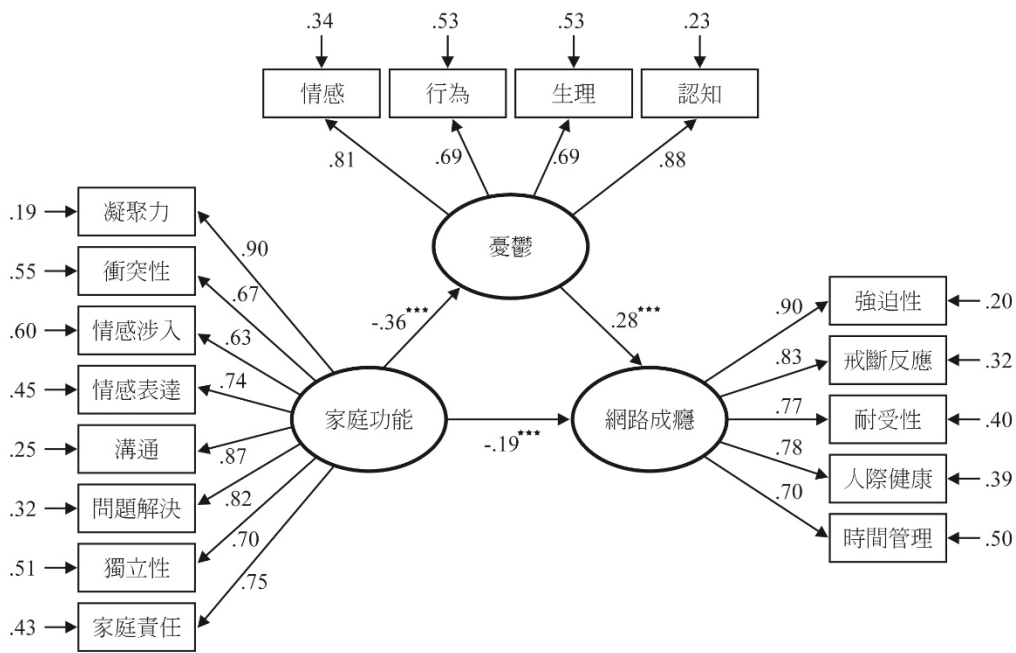 .34 .53 .53 .23
情感 行為 生理 認知
.81 .69 .69 .88
憂鬱
.19 凝聚力 .90
.55 衝突性 .67
.60 情感涉入 .63
.45 情感表達 .74
.25 溝通 .87
.32 問題解決 .82
.51 獨立性 .70
.43 家庭責任 .75
-.36***
.28***
家庭功能
-.19***
網路成癮
.90 強迫性 .20
.83 戒斷反應 .32
.77 耐受性 .40
.78 人際健康 .39
.70 時間管理 .50